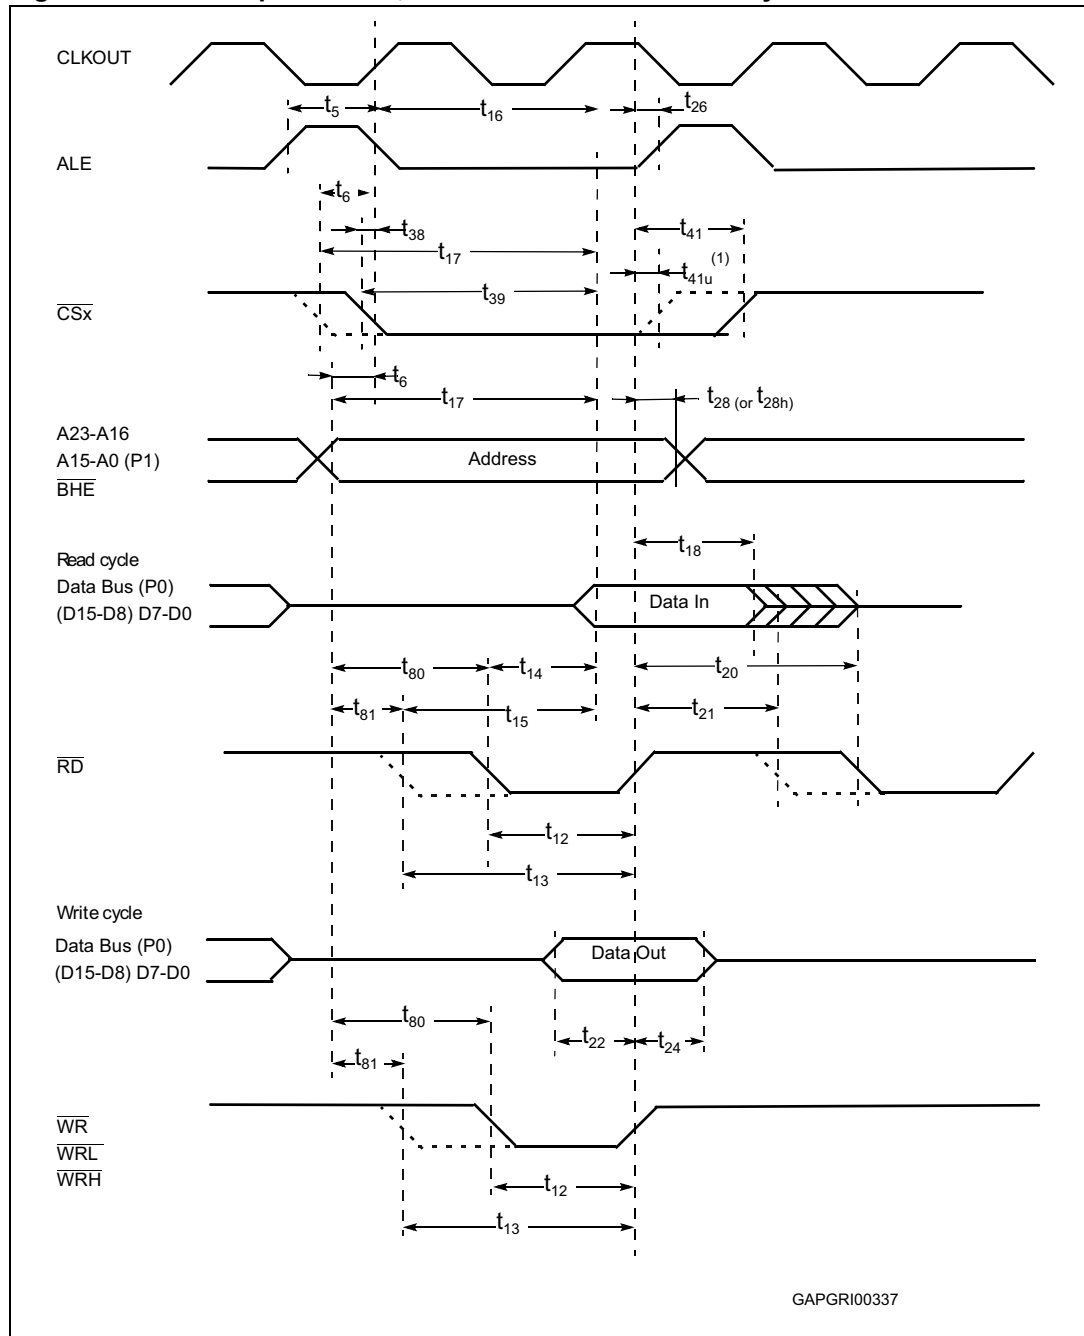 CLKOUT
t5
t16
t26
ALE
t6
t38
t41
t17
t41u (1)
t39
CSx
t6
t17
t28 (or t28h)
A23-A16
A15-A0 (P1)
Address
BHE
t18
Read cycle
Data Bus (P0)
Data In
(D15-D8) D7-D0
t80
t14
t20
t81
t15
t21
RD
t12
t13
Write cycle
Data Bus (P0)
Data Out
(D15-D8) D7-D0
t80
t22
t24
t81
WR
WRL
WRH
t12
t13
GAPGRI00337